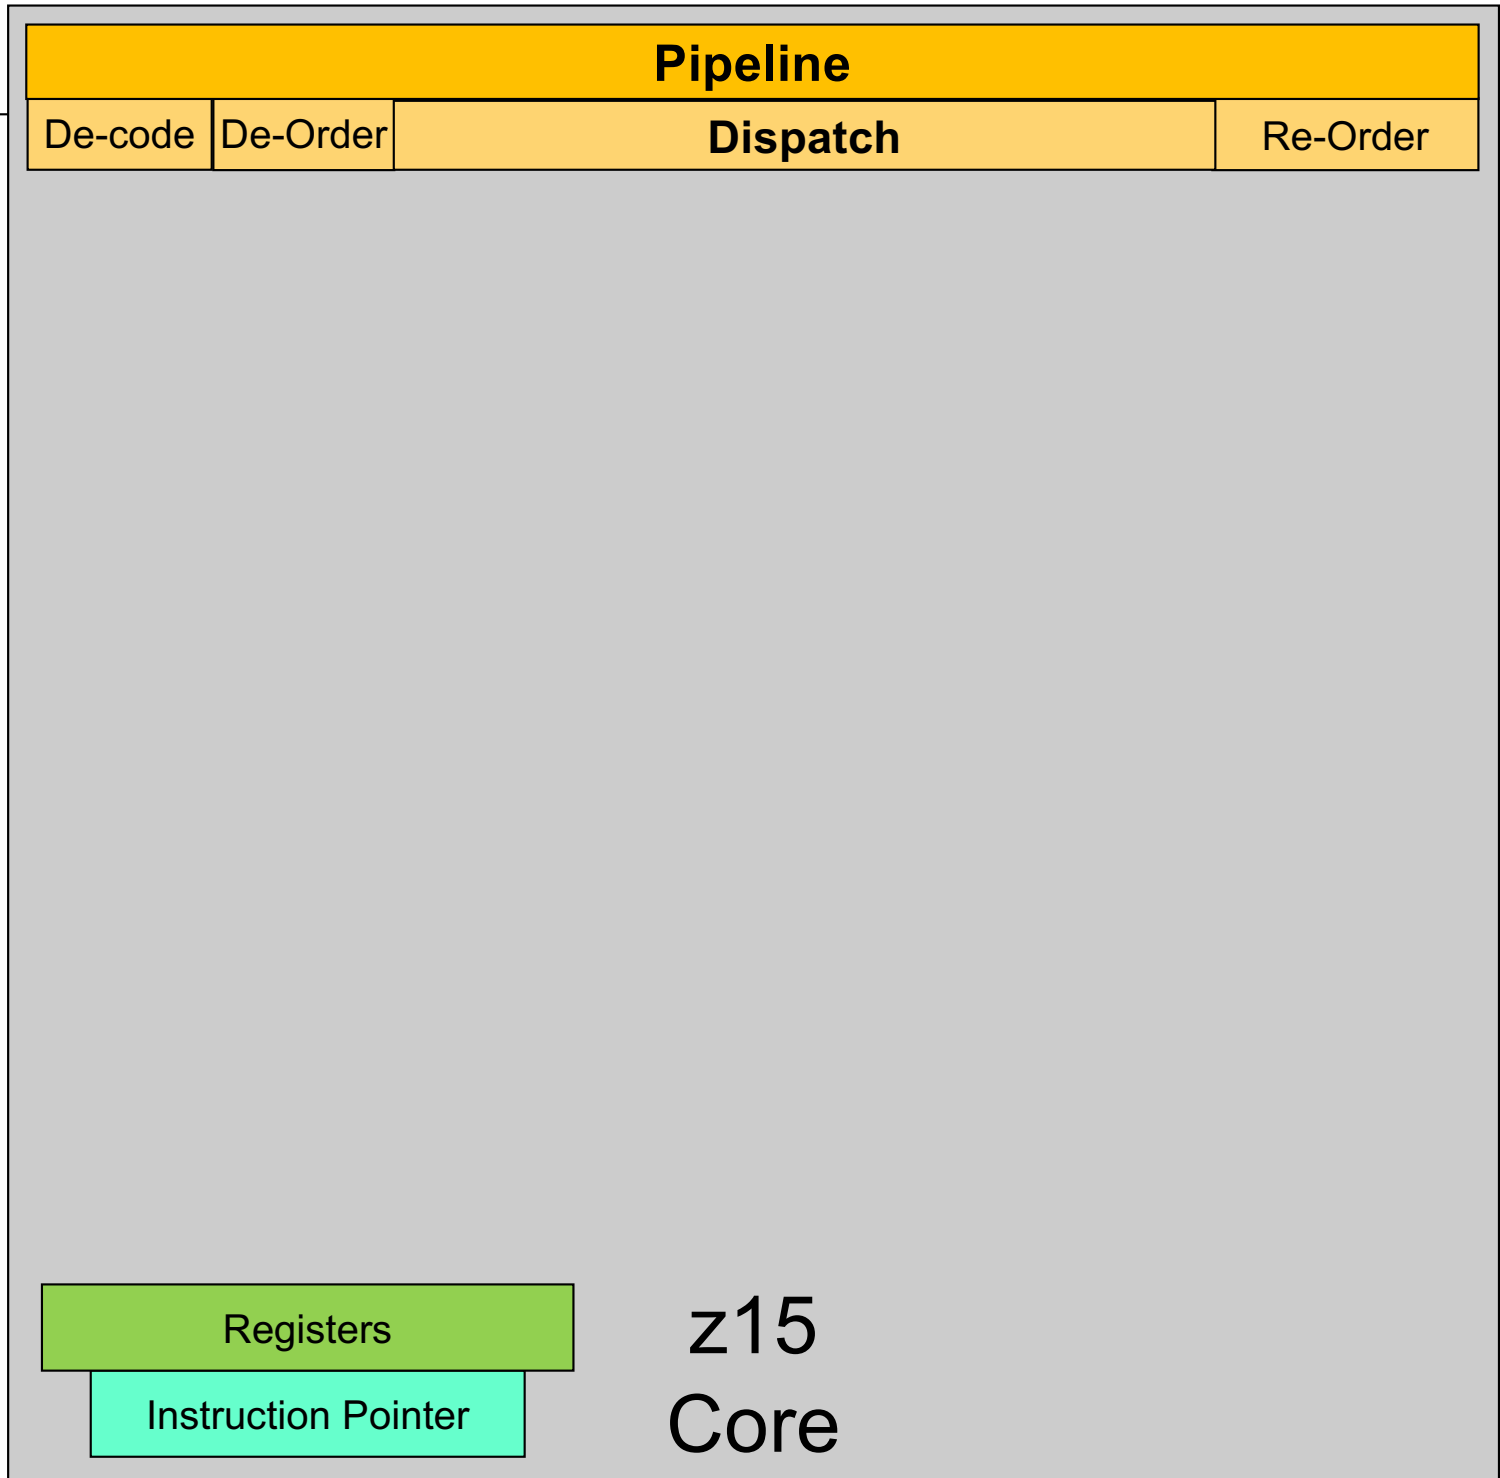 Pipeline
De-code De-Order Dispatch Re-Order
Registers
Instruction Pointer
z15
Core